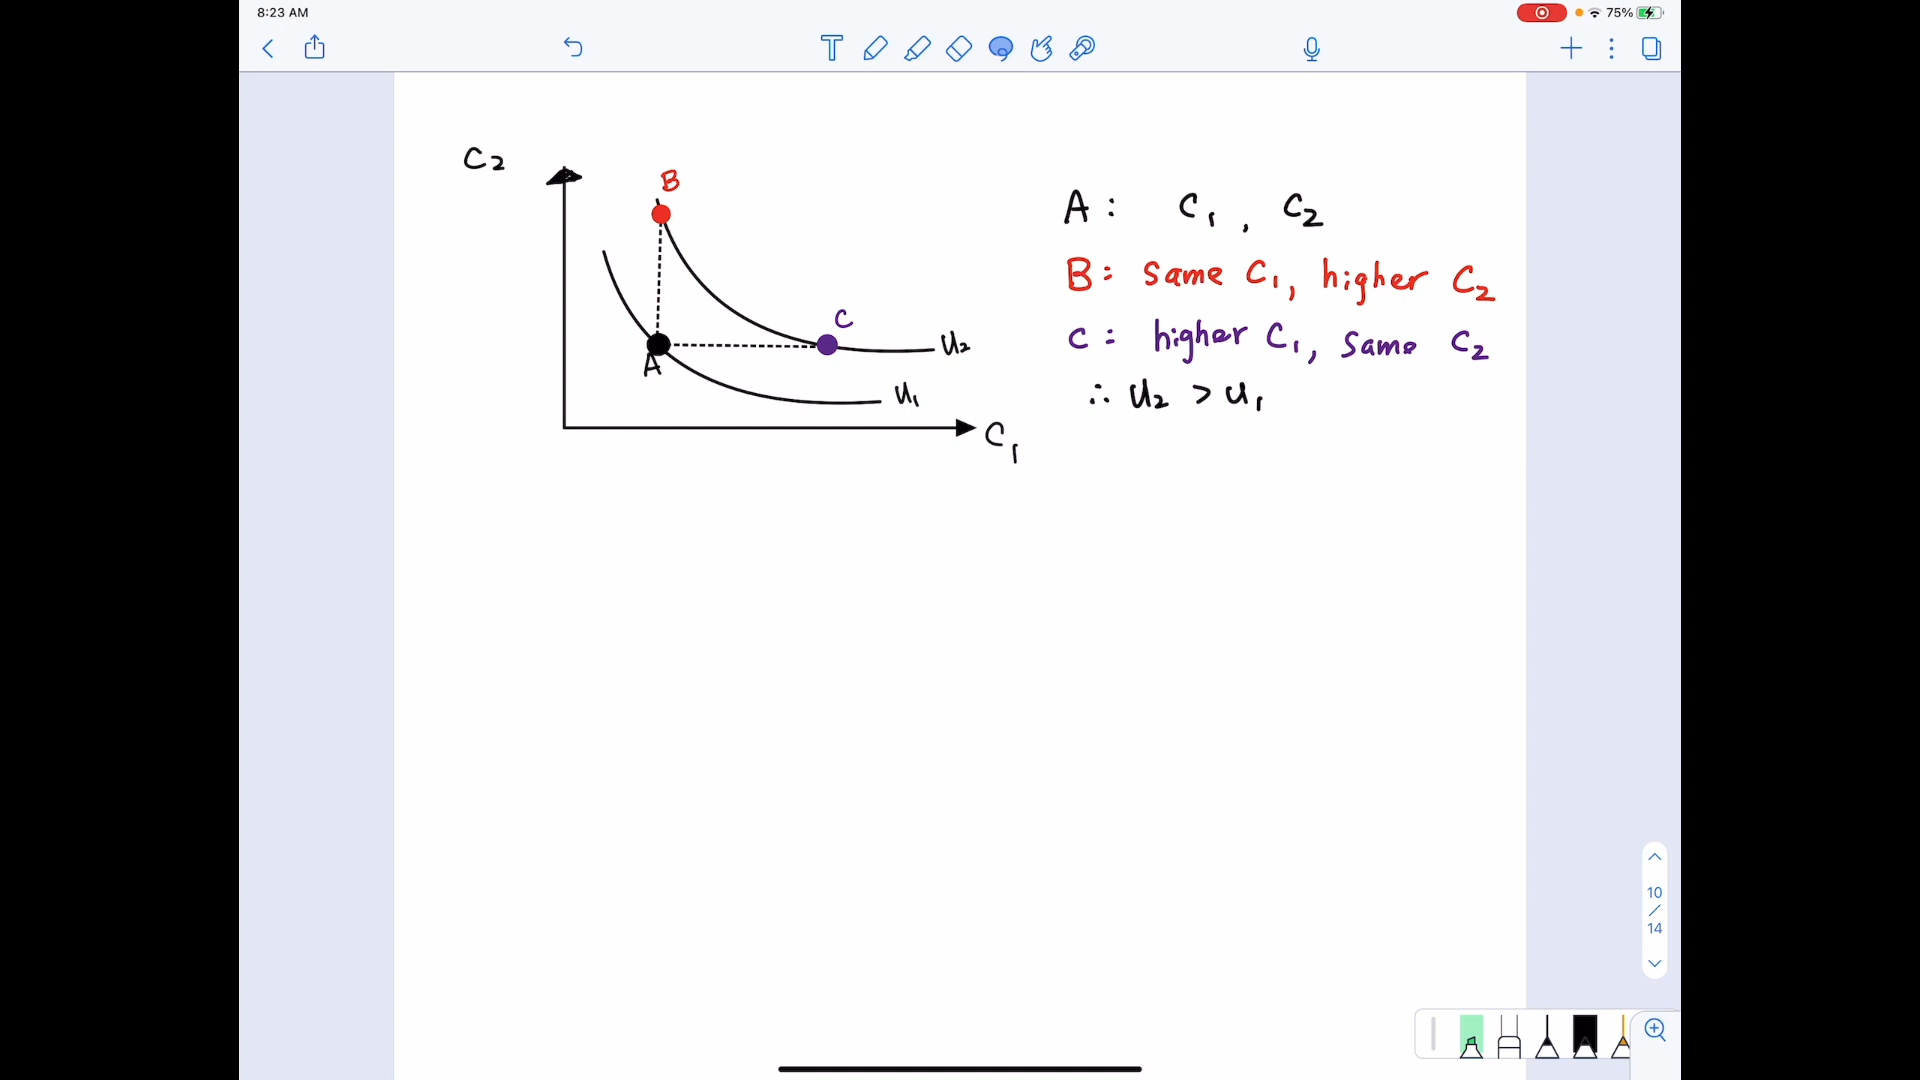 8:23 AM
75%
C2
B
A : C1 , C2
B : same C1, higher C2
C : higher C1, same C2
∴ U2 > U1
C
U2
A
U1
C1
10
/
14